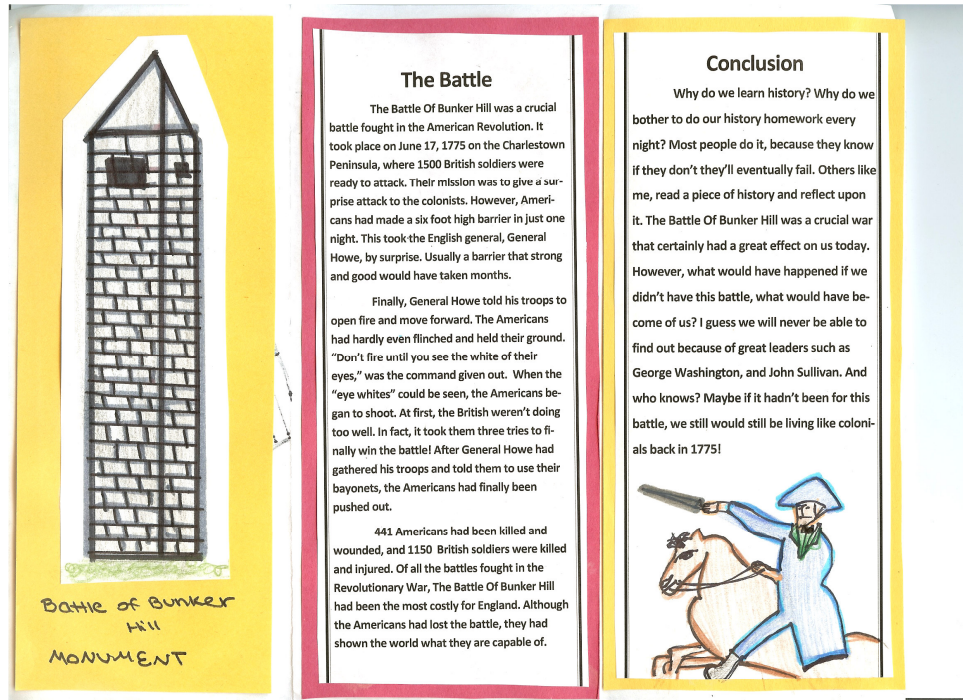 Battle of Bunker
Hill
MONUMENT
The Battle
The Battle Of Bunker Hill was a crucial
battle fought in the American Revolution. It
took place on June 17, 1775 on the Charlestown
Peninsula, where 1500 British soldiers were
ready to attack. Their mission was to give a sur-
prise attack to the colonists. However, Ameri-
cans had made a six foot high barrier in just one
night. This took the English general, General
Howe, by surprise. Usually a barrier that strong
and good would have taken months.
Finally, General Howe told his troops to
open fire and move forward. The Americans
had hardly even flinched and held their ground.
“Don’t fire until you see the white of their
eyes,” was the command given out. When the
“eye whites” could be seen, the Americans be-
gan to shoot. At first, the British weren’t doing
too well. In fact, it took them three tries to fi-
nally win the battle! After General Howe had
gathered his troops and told them to use their
bayonets, the Americans had finally been
pushed out.
441 Americans had been killed and
wounded, and 1150 British soldiers were killed
and injured. Of all the battles fought in the
Revolutionary War, The Battle Of Bunker Hill
had been the most costly for England. Although
the Americans had lost the battle, they had
shown the world what they are capable of.
Conclusion
Why do we learn history? Why do we
bother to do our history homework every
night? Most people do it, because they know
if they don’t they’ll eventually fail. Others like
me, read a piece of history and reflect upon
it. The Battle Of Bunker Hill was a crucial war
that certainly had a great effect on us today.
However, what would have happened if we
didn’t have this battle, what would have be-
come of us? I guess we will never be able to
find out because of great leaders such as
George Washington, and John Sullivan. And
who knows? Maybe if it hadn’t been for this
battle, we still would still be living like coloni-
als back in 1775!